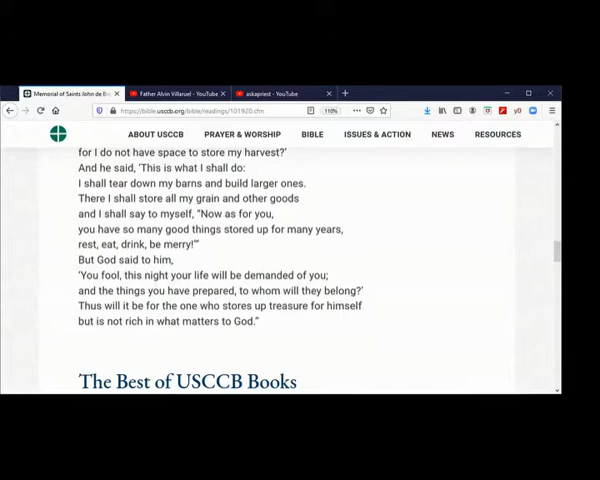 Memorial of Saints John de Br
Father Alvin Villaruel - YouTube
askapriest - YouTube
https://bible.usccb.org/bible/readings/101920.cfm
110%
ABOUT USCCB
PRAYER & WORSHIP
BIBLE
ISSUES & ACTION
NEWS
RESOURCES
for I do not have space to store my harvest?'
And he said, 'This is what I shall do:
I shall tear down my barns and build larger ones.
There I shall store all my grain and other goods
and I shall say to myself, "Now as for you,
you have so many good things stored up for many years,
rest, eat, drink, be merry!"'
But God said to him,
'You fool, this night your life will be demanded of you;
and the things you have prepared, to whom will they belong?'
Thus will it be for the one who stores up treasure for himself
but is not rich in what matters to God."
The Best of USCCB Books